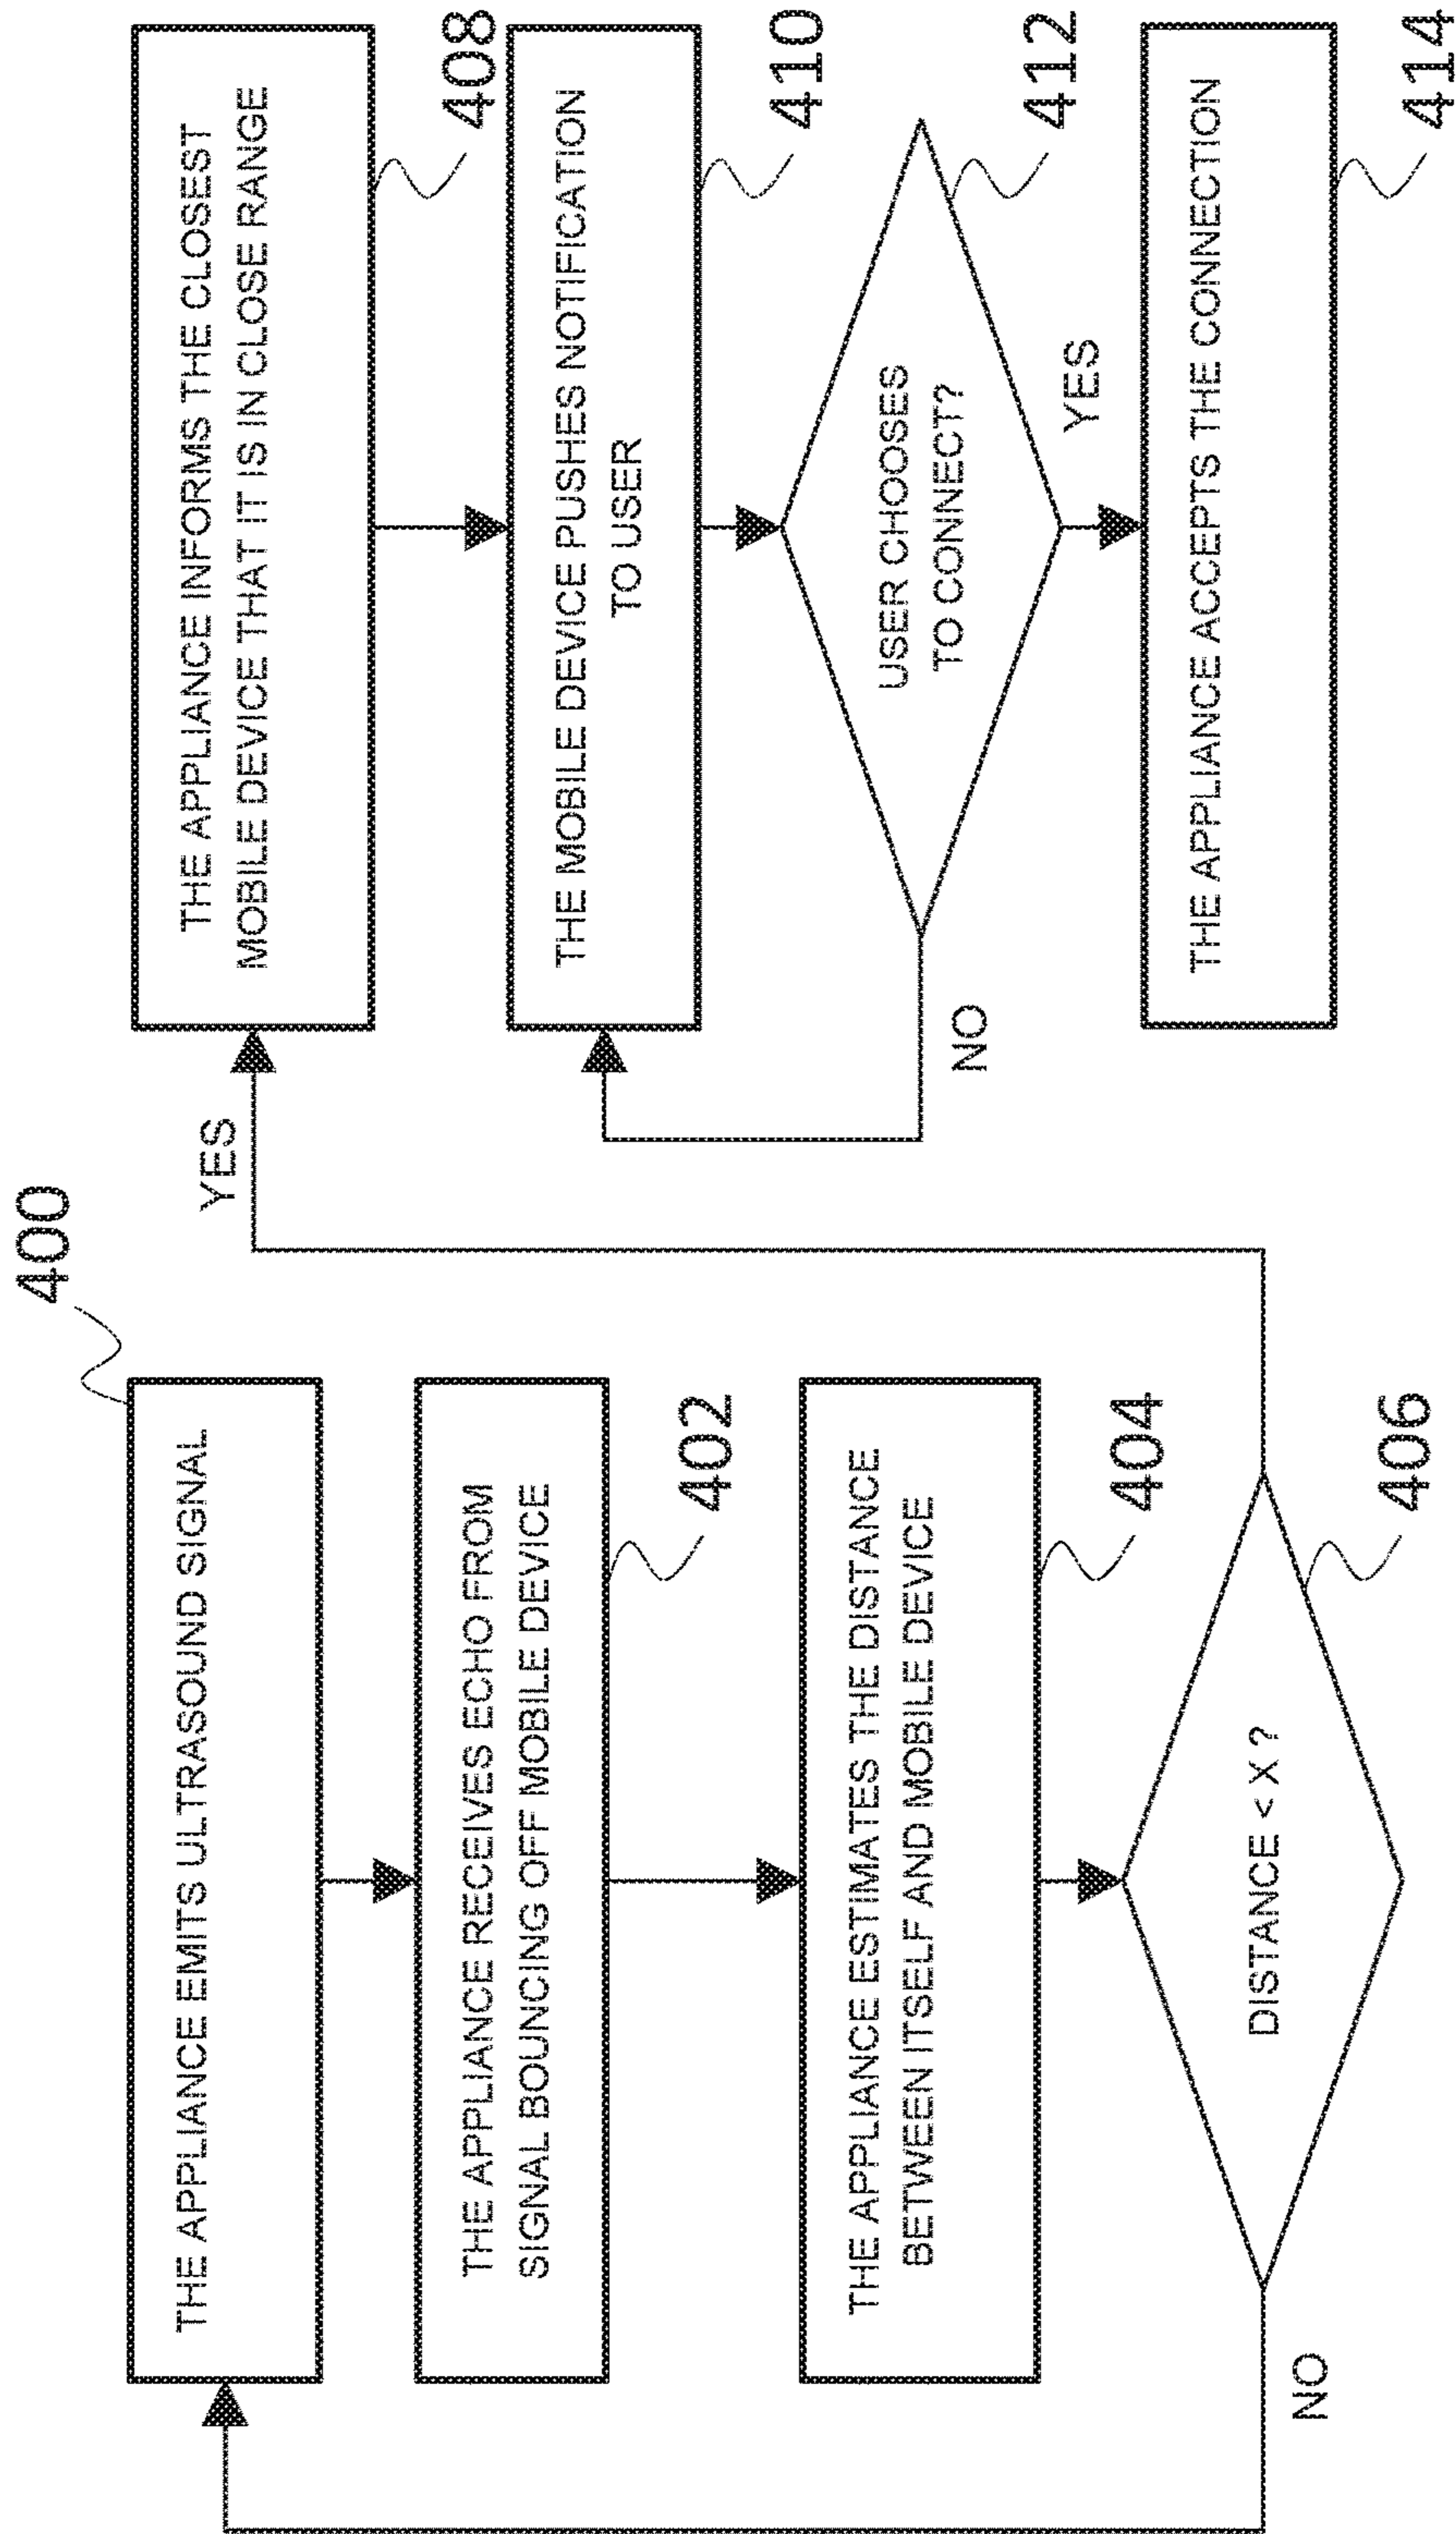 400
THE APPLIANCE EMITS ULTRASOUND SIGNAL
THE APPLIANCE RECEIVES ECHO FROM
SIGNAL BOUNCING OFF MOBILE DEVICE
402
THE APPLIANCE ESTIMATES THE DISTANCE
BETWEEN ITSELF AND MOBILE DEVICE
404
DISTANCE < X ?
406
NO
YES
THE APPLIANCE INFORMS THE CLOSEST
MOBILE DEVICE THAT IT IS IN CLOSE RANGE
408
THE MOBILE DEVICE PUSHES NOTIFICATION
TO USER
410
USER CHOOSES
TO CONNECT?
412
NO
YES
THE APPLIANCE ACCEPTS THE CONNECTION
414